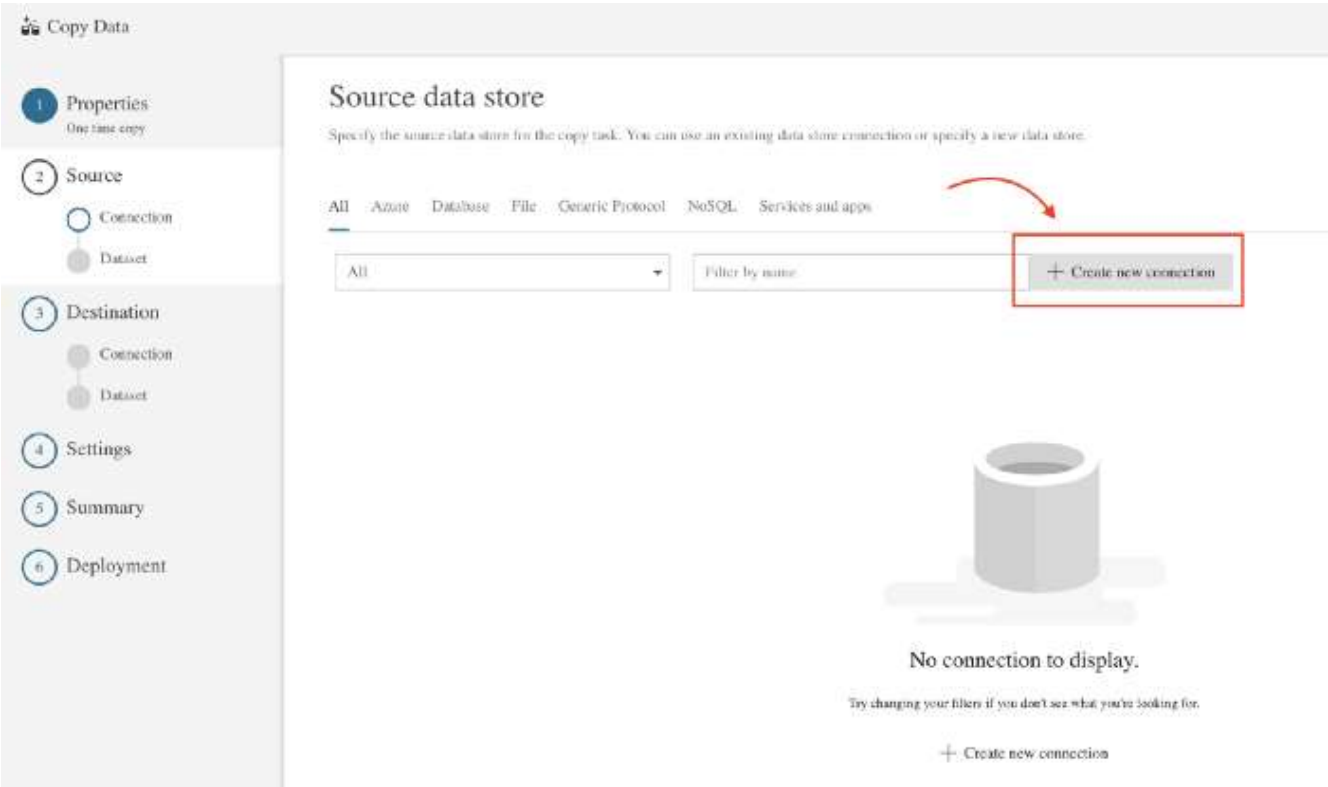 Copy Data
1 Properties
One time copy
2 Source
Connection
Dataset
3 Destination
Connection
Dataset
4 Settings
5 Summary
6 Deployment
Source data store
Specify the source data store for the copy task. You can use an existing data store connection or specify a new data store.
All Azure Database File Generic Protocol NoSQL Services and apps
All Filter by name + Create new connection
No connection to display.
Try changing your filters if you don't see what you're looking for.
+ Create new connection